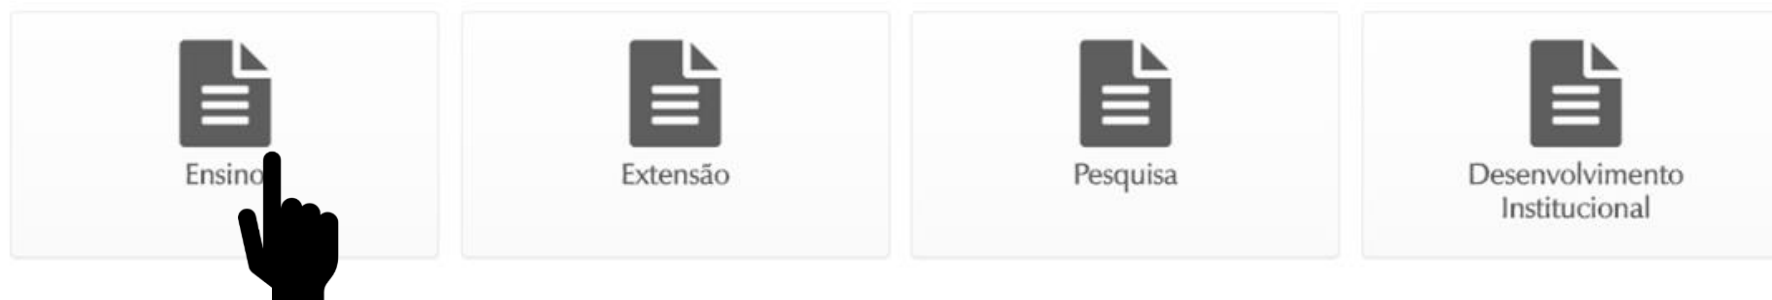 Ensino
Extensão
Pesquisa
Desenvolvimento
Institucional